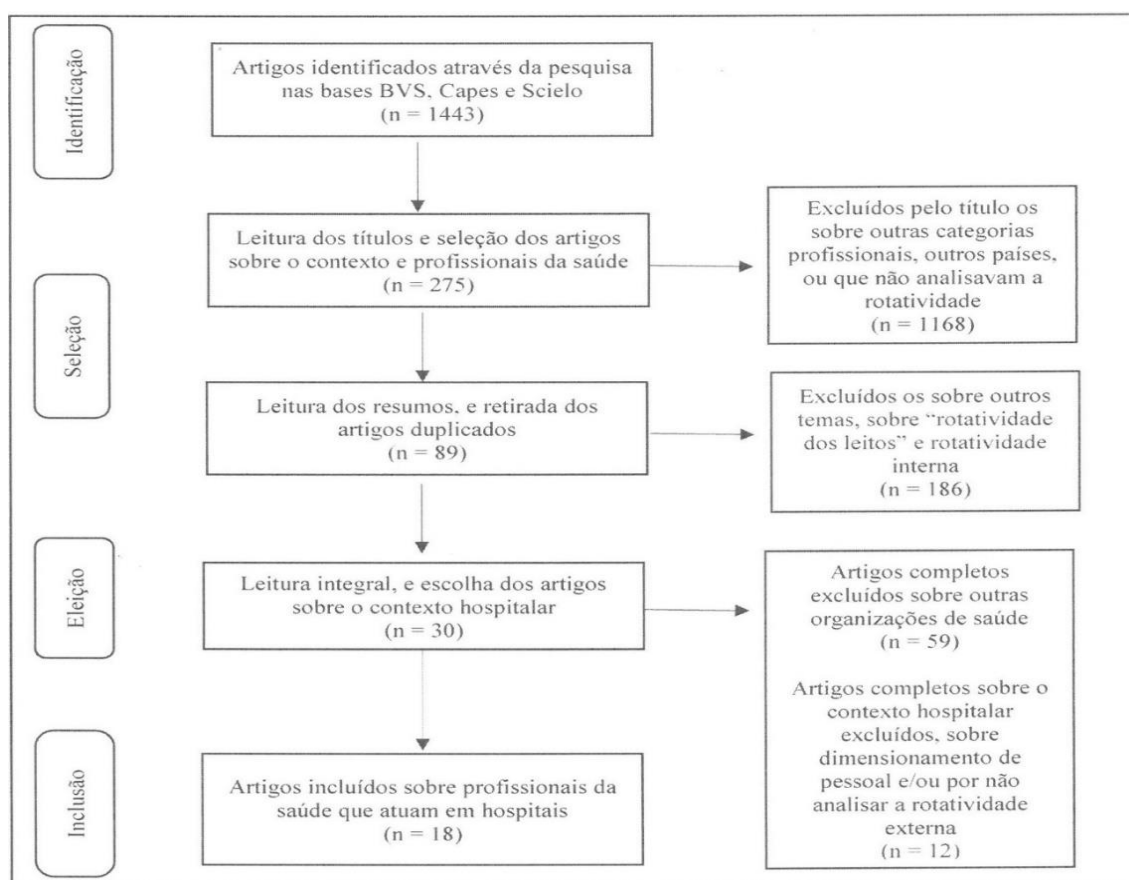 Identificação
Artigos identificados através da pesquisa
nas bases BVS, Capes e Scielo
(n = 1443)
Seleção
Leitura dos títulos e seleção dos artigos
sobre o contexto e profissionais da saúde
(n = 275)
Excluídos pelo título os
sobre outras categorias
profissionais, outros países,
ou que não analisavam a
rotatividade
(n = 1168)
Leitura dos resumos, e retirada dos
artigos duplicados
(n = 89)
Excluídos os sobre outros
temas, sobre “rotatividade
dos leitos” e rotatividade
interna
(n = 186)
Eleição
Leitura integral, e escolha dos artigos
sobre o contexto hospitalar
(n = 30)
Artigos completos
excluídos sobre outras
organizações de saúde
(n = 59)
Artigos completos sobre o
contexto hospitalar
excluídos, sobre
dimensionamento de
pessoal e/ou por não
analisar a rotatividade
externa
(n = 12)
Inclusão
Artigos incluídos sobre profissionais da
saúde que atuam em hospitais
(n = 18)